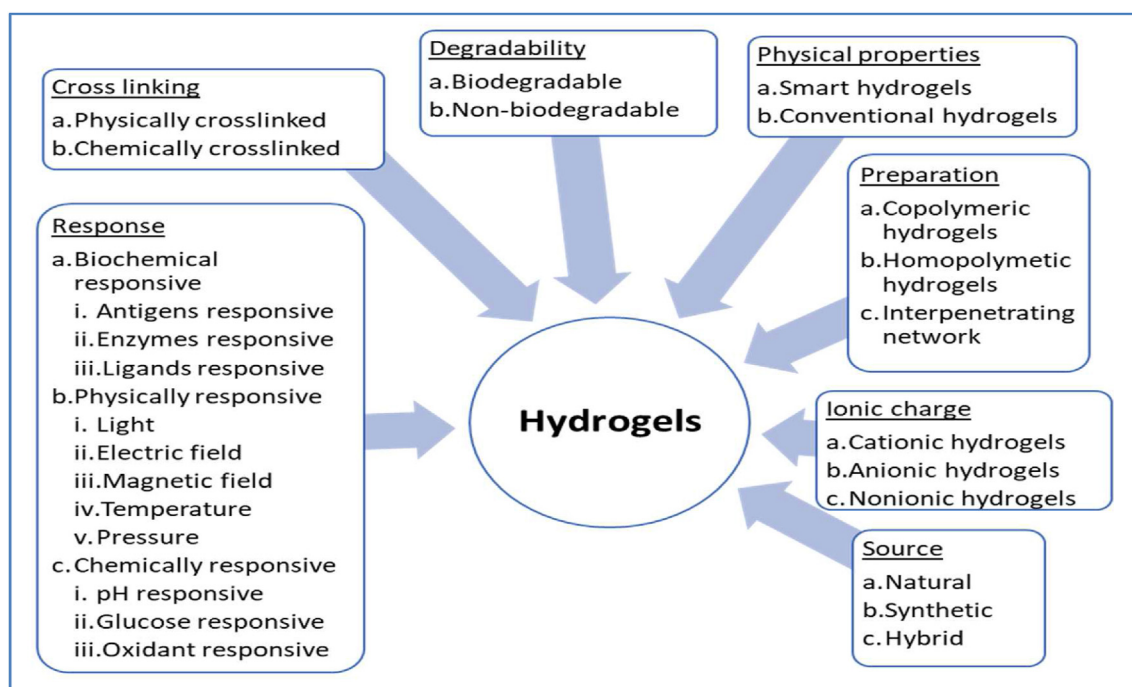 Degradability
a.Biodegradable
b.Non-biodegradable
Physical properties
a.Smart hydrogels
b.Conventional hydrogels
Cross linking
a.Physically crosslinked
b.Chemically crosslinked
Preparation
a.Copolymeric
hydrogels
b.Homopolymetic
hydrogels
c.Interpenetrating
network
Response
a.Biochemical
responsive
i. Antigens responsive
ii.Enzymes responsive
iii.Ligands responsive
b.Physically responsive
i. Light
ii.Electric field
iii.Magnetic field
iv.Temperature
v.Pressure
c.Chemically responsive
i. pH responsive
ii.Glucose responsive
iii.Oxidant responsive
Hydrogels
Ionic charge
a.Cationic hydrogels
b.Anionic hydrogels
c.Nonionic hydrogels
Source
a.Natural
b.Synthetic
c.Hybrid